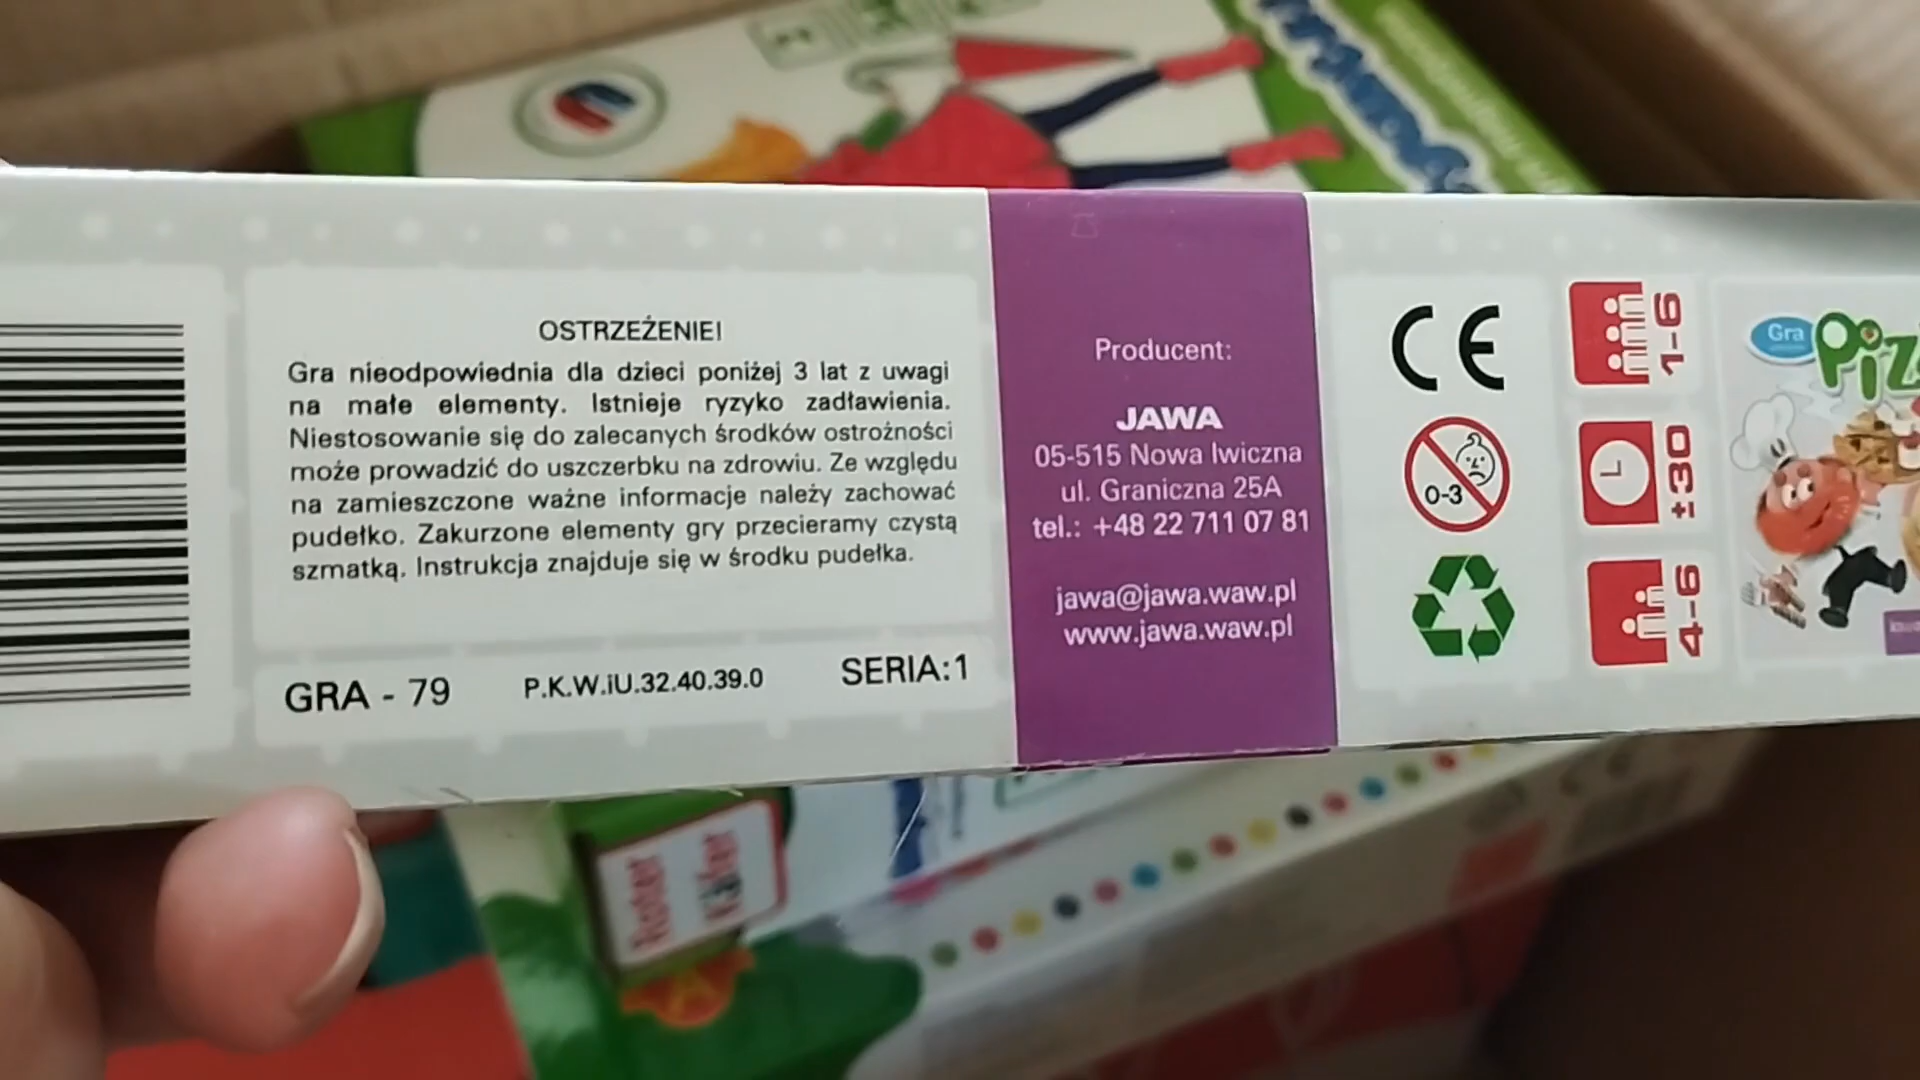 OSTRZEŻENIE!
Gra nieodpowiednia dla dzieci poniżej 3 lat z uwagi
na małe elementy. Istnieje ryzyko zadławienia.
Niestosowanie się do zalecanych środków ostrożności
może prowadzić do uszczerbku na zdrowiu. Ze względu
na zamieszczone ważne informacje należy zachować
pudełko. Zakurzone elementy gry przecieramy czystą
szmatką. Instrukcja znajduje się w środku pudełka.
GRA - 79
P.K.W.iU.32.40.39.0
SERIA:1
Producent:
JAWA
05-515 Nowa Iwiczna
ul. Graniczna 25A
tel.: +48 22 711 07 81
jawa@jawa.waw.pl
www.jawa.waw.pl
CE
0-3
1-6
±30
4-6
Gra
Roter
Käfer